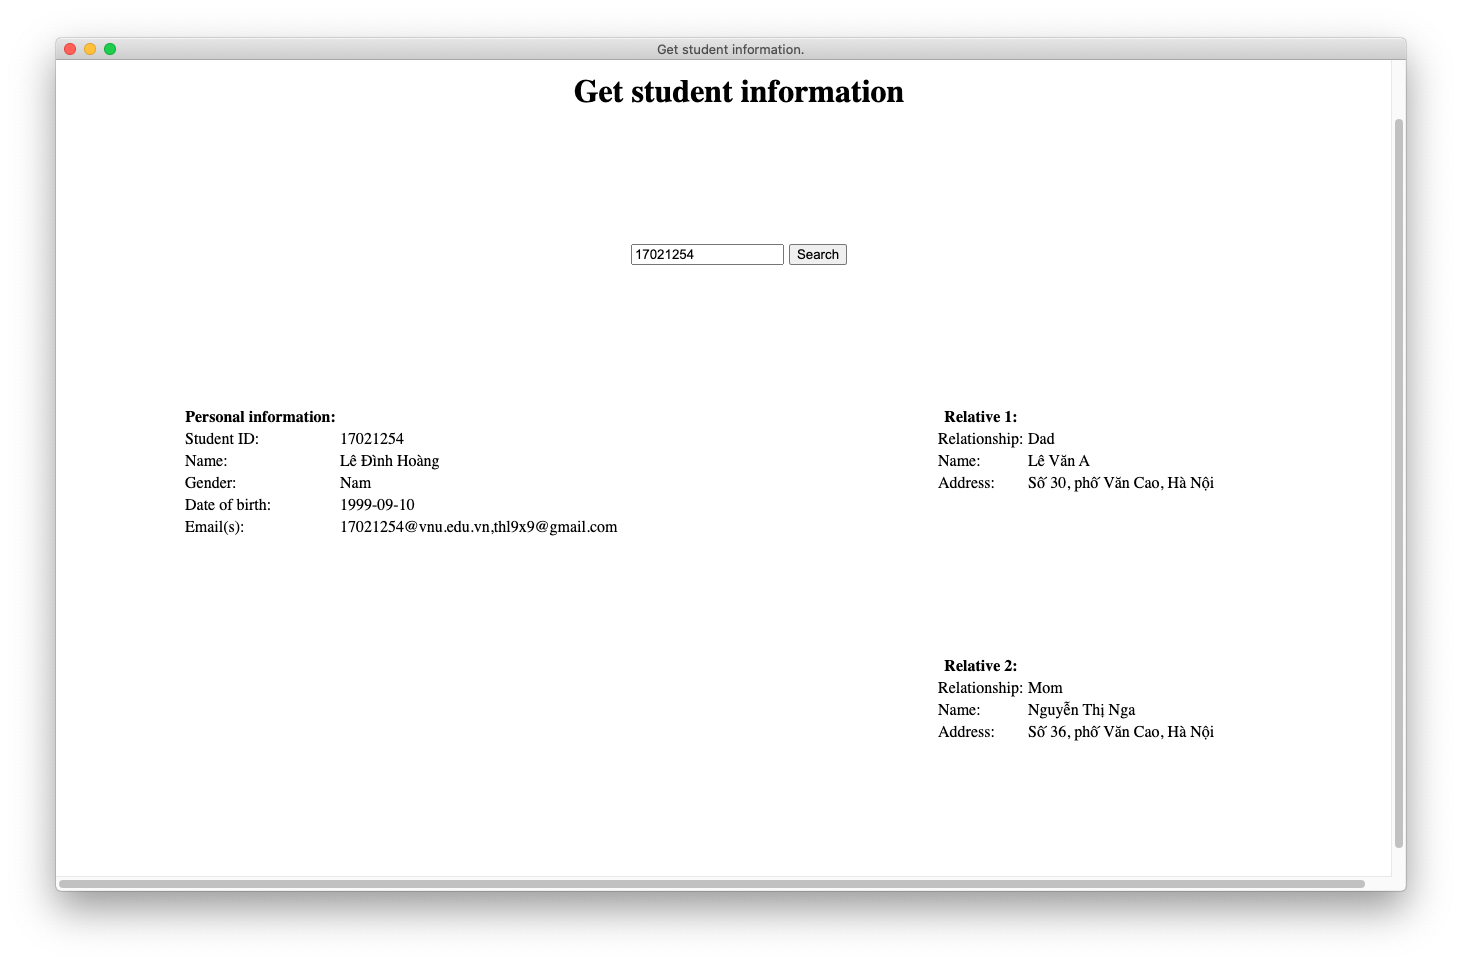 Get student information.
Get student information
17021254 Search
Personal information:
Student ID: 17021254
Name: Lê Đình Hoàng
Gender: Nam
Date of birth: 1999-09-10
Email(s): 17021254@vnu.edu.vn,thl9x9@gmail.com
Relative 1:
Relationship: Dad
Name: Lê Văn A
Address: Số 30, phố Văn Cao, Hà Nội
Relative 2:
Relationship: Mom
Name: Nguyễn Thị Nga
Address: Số 36, phố Văn Cao, Hà Nội